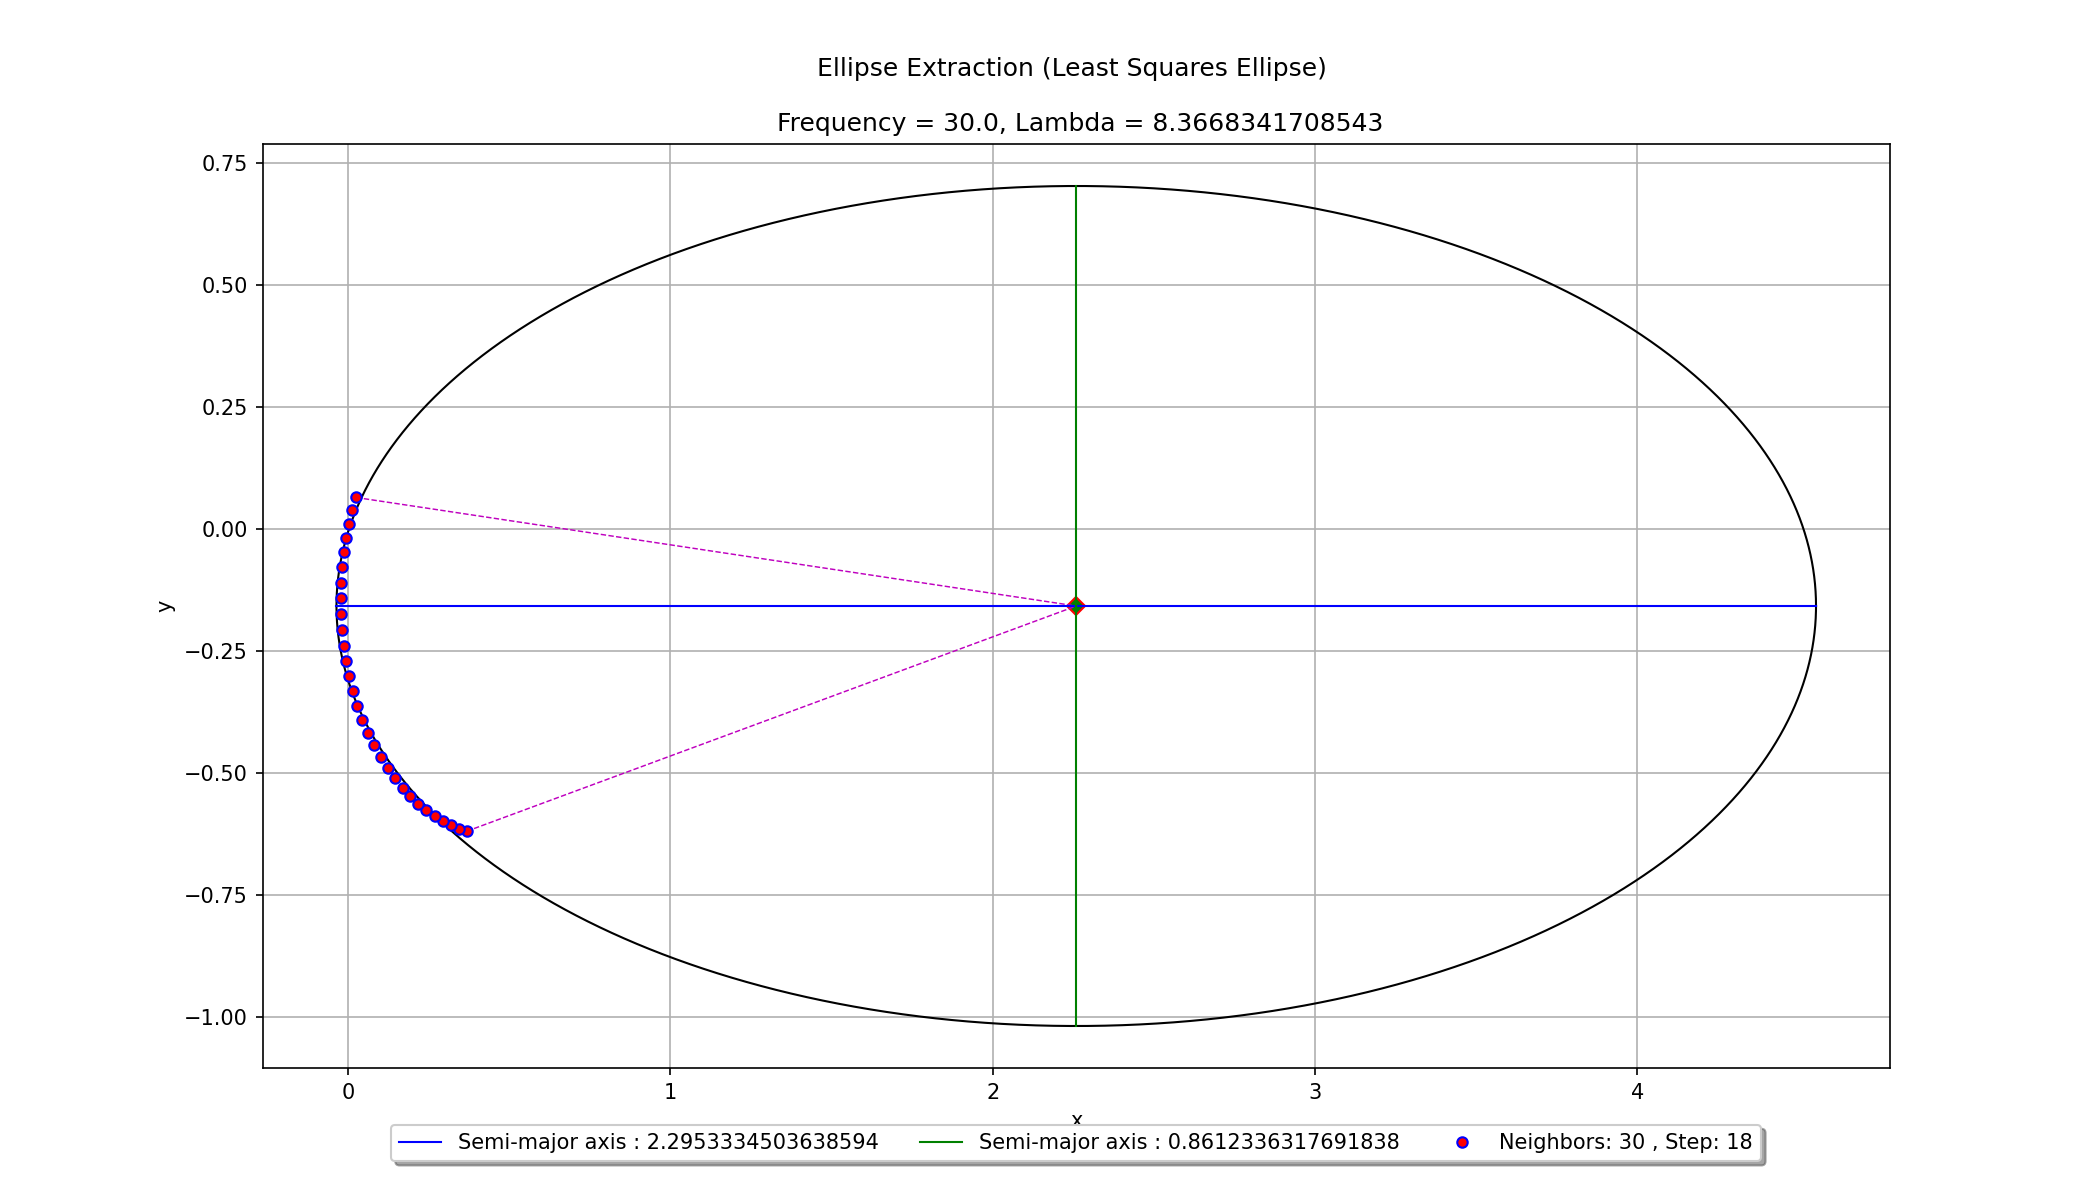 Ellipse Extraction (Least Squares Ellipse)
Frequency = 30.0, Lambda = 8.3668341708543
0.75
0.50
0.25
0.00
−0.25
−0.50
−0.75
−1.00
y
0 1 2 3 4
x
Semi-major axis : 2.2953334503638594 Semi-major axis : 0.8612336317691838 Neighbors: 30 , Step: 18